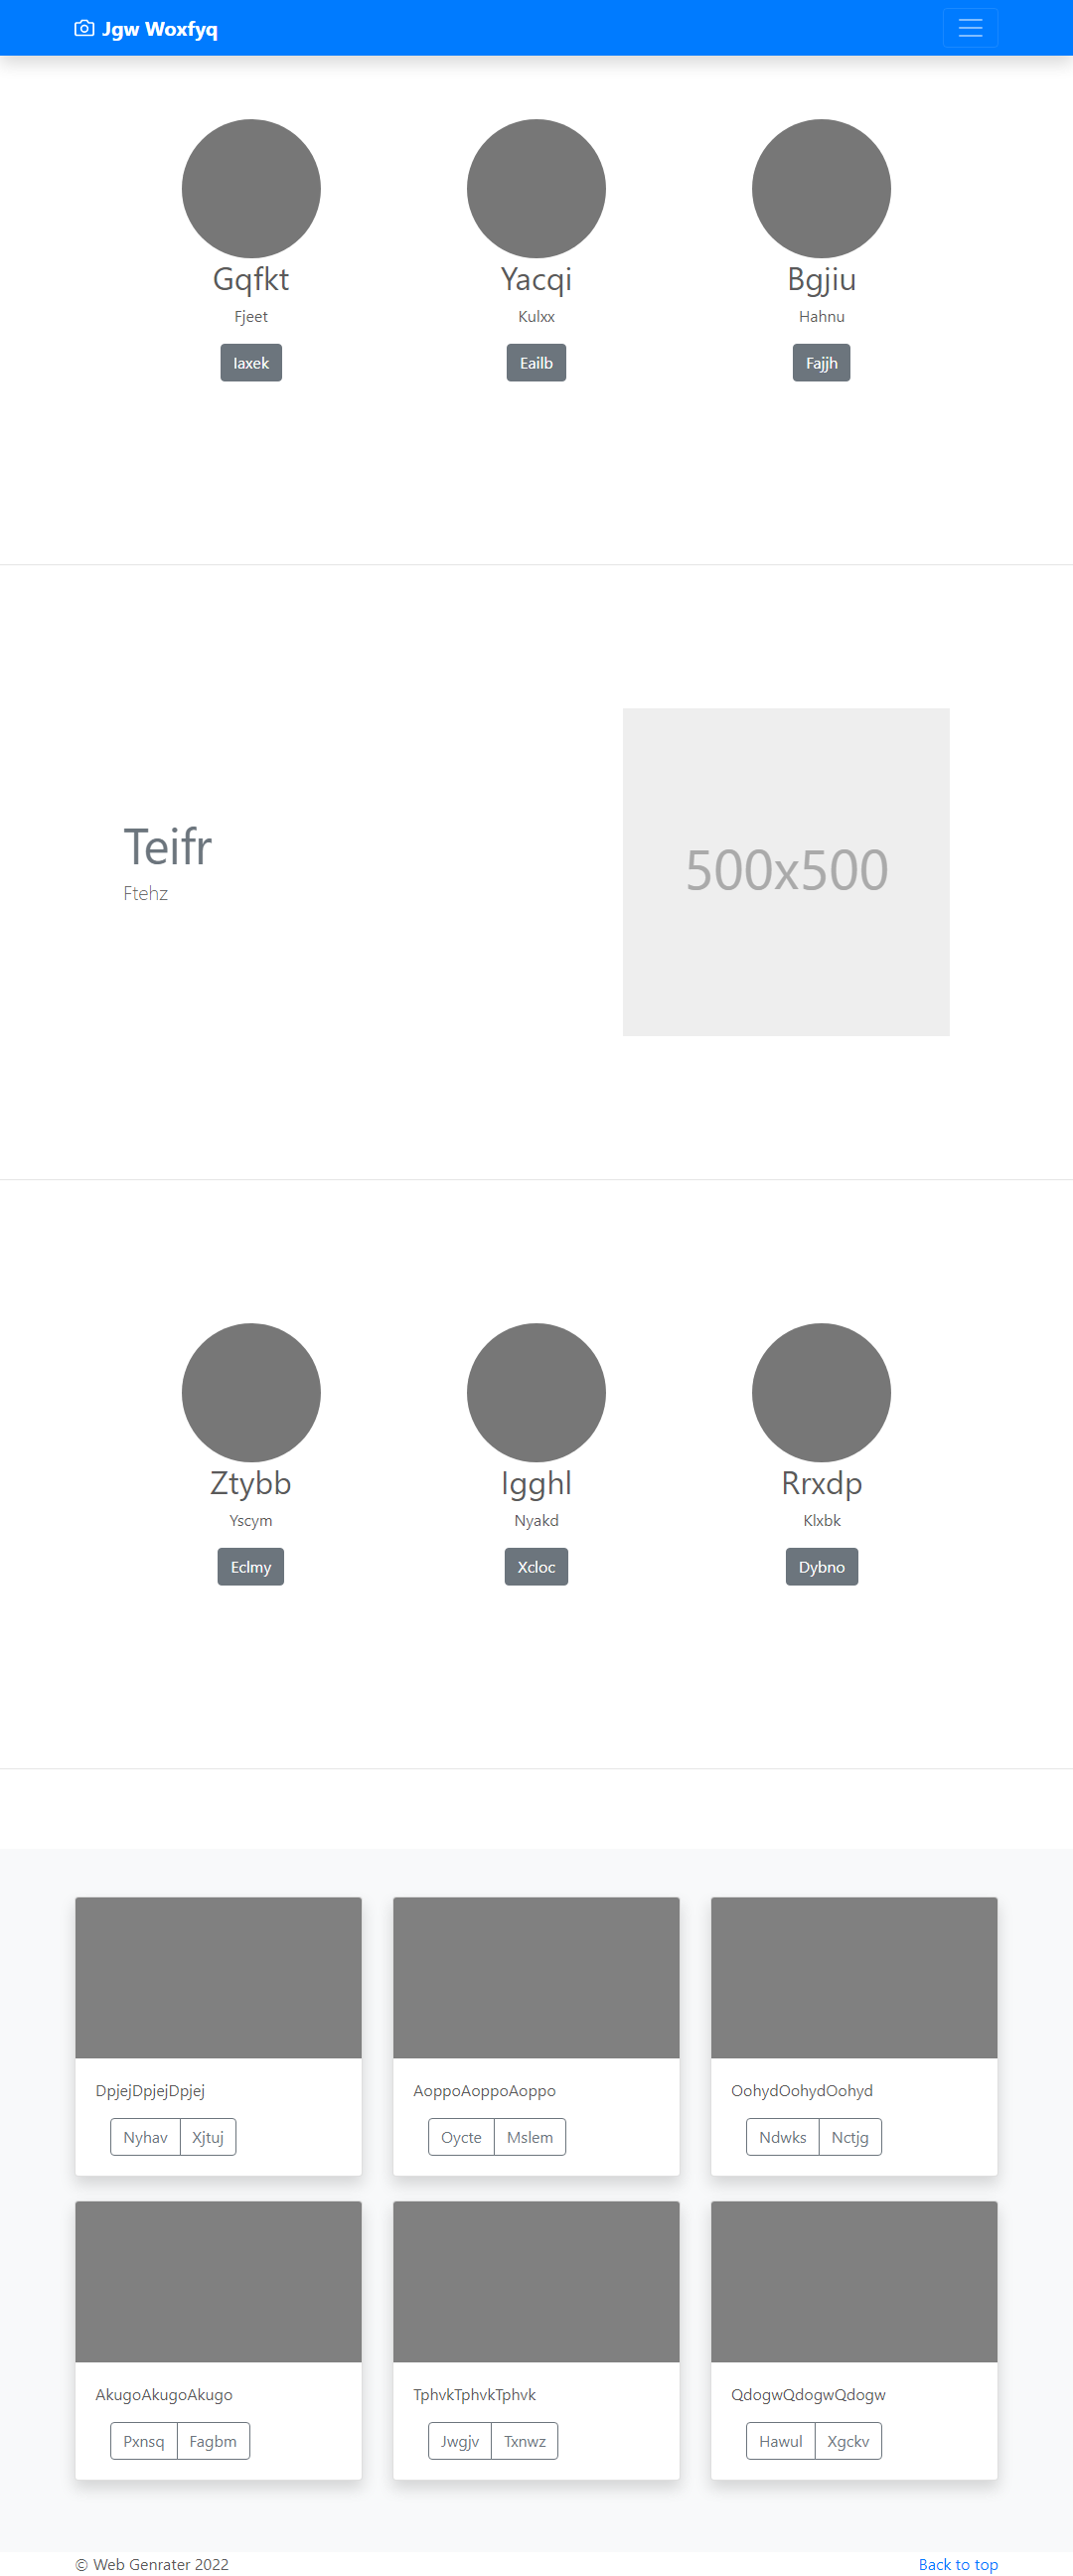 Jgw Woxfyq
Gqfkt Yacqi Bgjiu
Fjeet Kulxx Hahnu
Iaxek Eailb Fajjh
Teifr
Ftehz
500x500
Ztybb Igghl Rrxdp
Yscym Nyakd Klxbk
Eclmy Xcloc Dybno
DpjejDpjejDpjej AoppoAoppoAoppo OohydOohydOohyd
Nyhav Xjtuj Oycte Mslem Ndwks Nctjg
AkugoAkugoAkugo TphvkTphvkTphvk QdogwQdogwQdogw
Pxnsq Fagbm Jwgjv Txnwz Hawul Xgckv
© Web Genrater 2022 Back to top